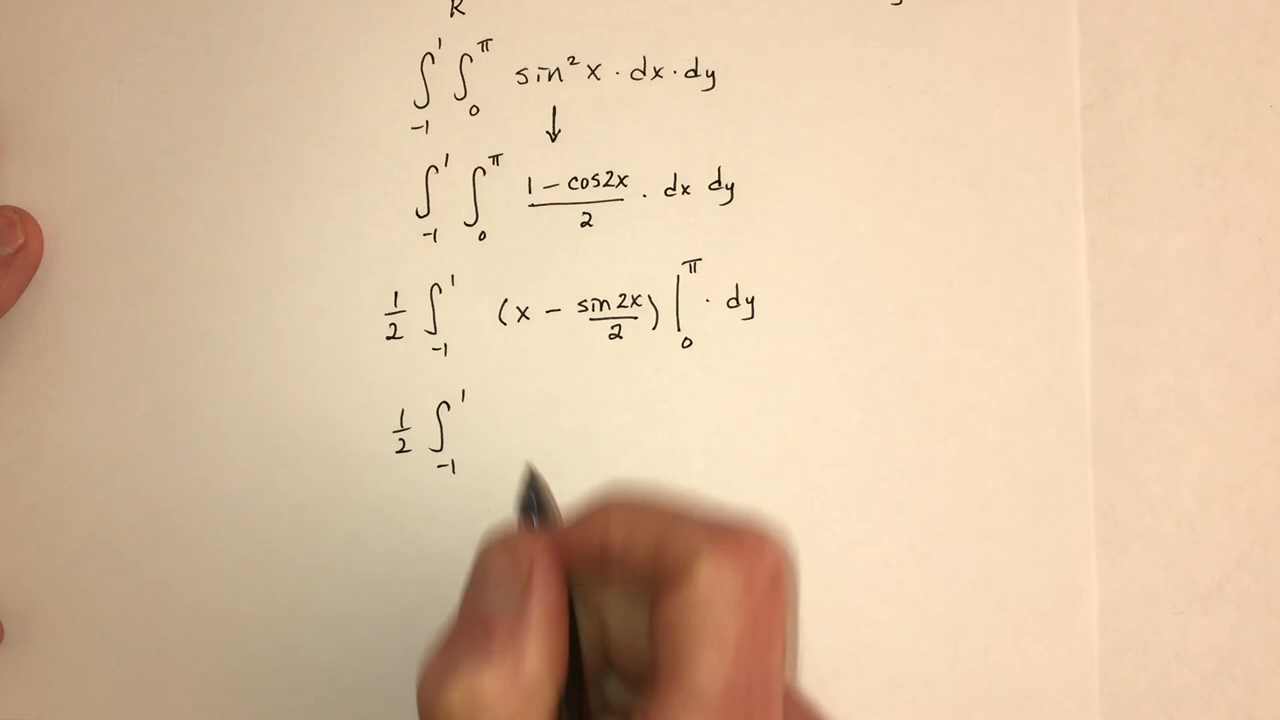 R
∫₋₁¹ ∫₀^π sin²x · dx · dy
↓
∫₋₁¹ ∫₀^π (1 − cos2x)/2 · dx dy
1/2 ∫₋₁¹ (x − sin2x/2) |₀^π · dy
1/2 ∫₋₁¹